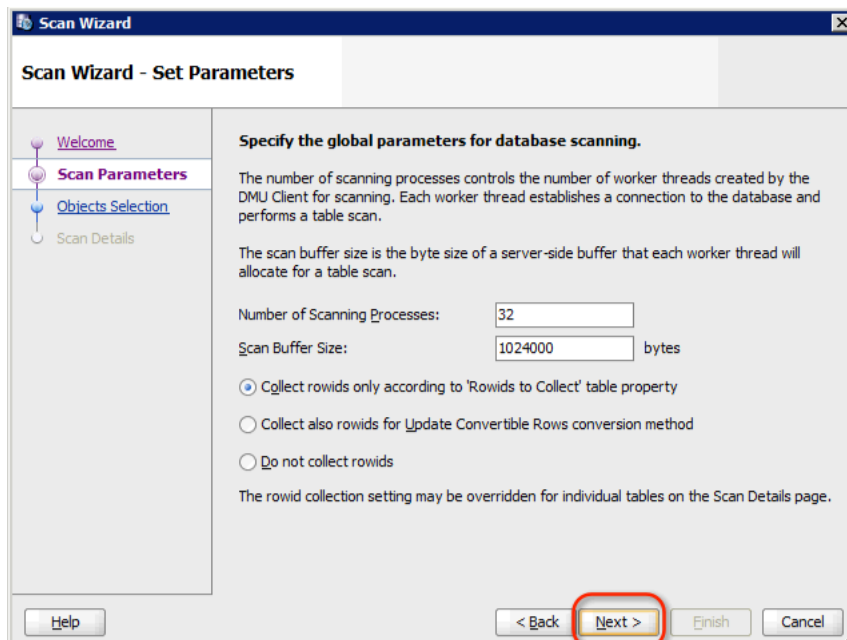 Scan Wizard
Scan Wizard - Set Parameters
Welcome
Scan Parameters
Objects Selection
Scan Details
Specify the global parameters for database scanning.
The number of scanning processes controls the number of worker threads created by the
DMU Client for scanning. Each worker thread establishes a connection to the database and
performs a table scan.
The scan buffer size is the byte size of a server-side buffer that each worker thread will
allocate for a table scan.
Number of Scanning Processes: 32
Scan Buffer Size: 1024000 bytes
Collect rowids only according to 'Rowids to Collect' table property
Collect also rowids for Update Convertible Rows conversion method
Do not collect rowids
The rowid collection setting may be overridden for individual tables on the Scan Details page.
Help < Back Next > Finish Cancel